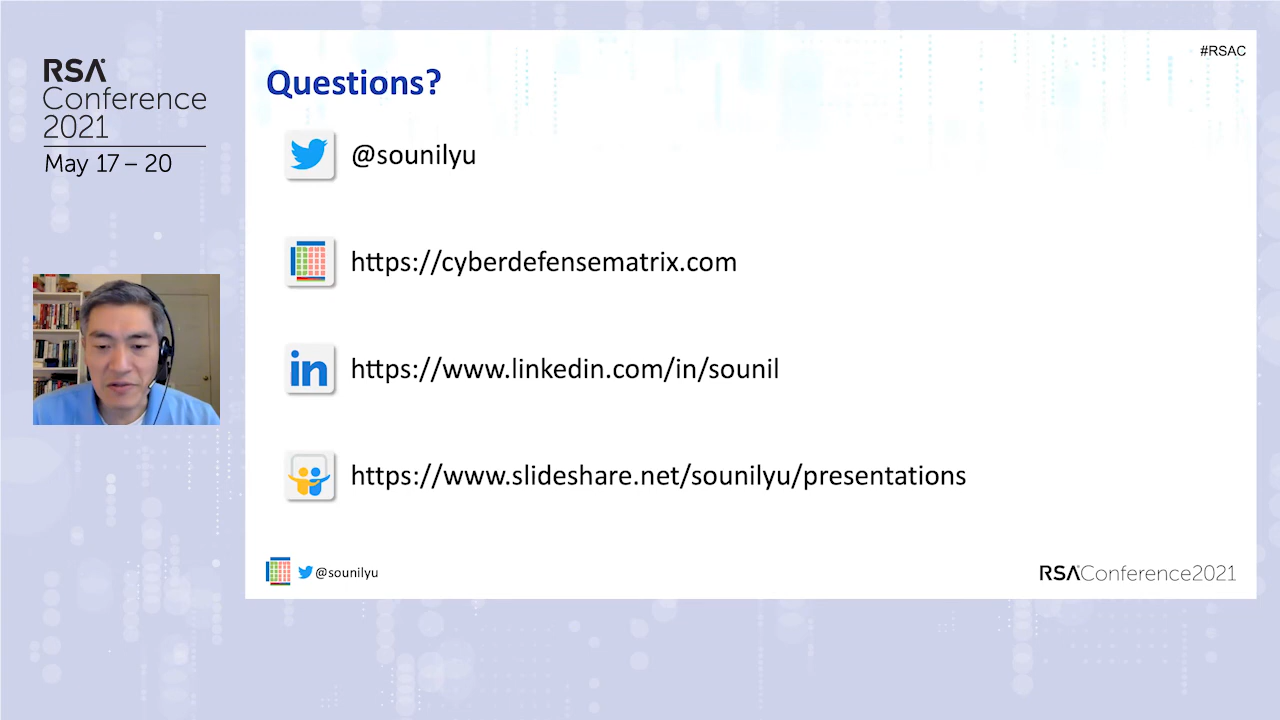 RSA
Conference
2021
May 17 – 20
#RSAC
Questions?
@sounilyu
https://cyberdefensematrix.com
in
https://www.linkedin.com/in/sounil
https://www.slideshare.net/sounilyu/presentations
@sounilyu
RSAConference2021